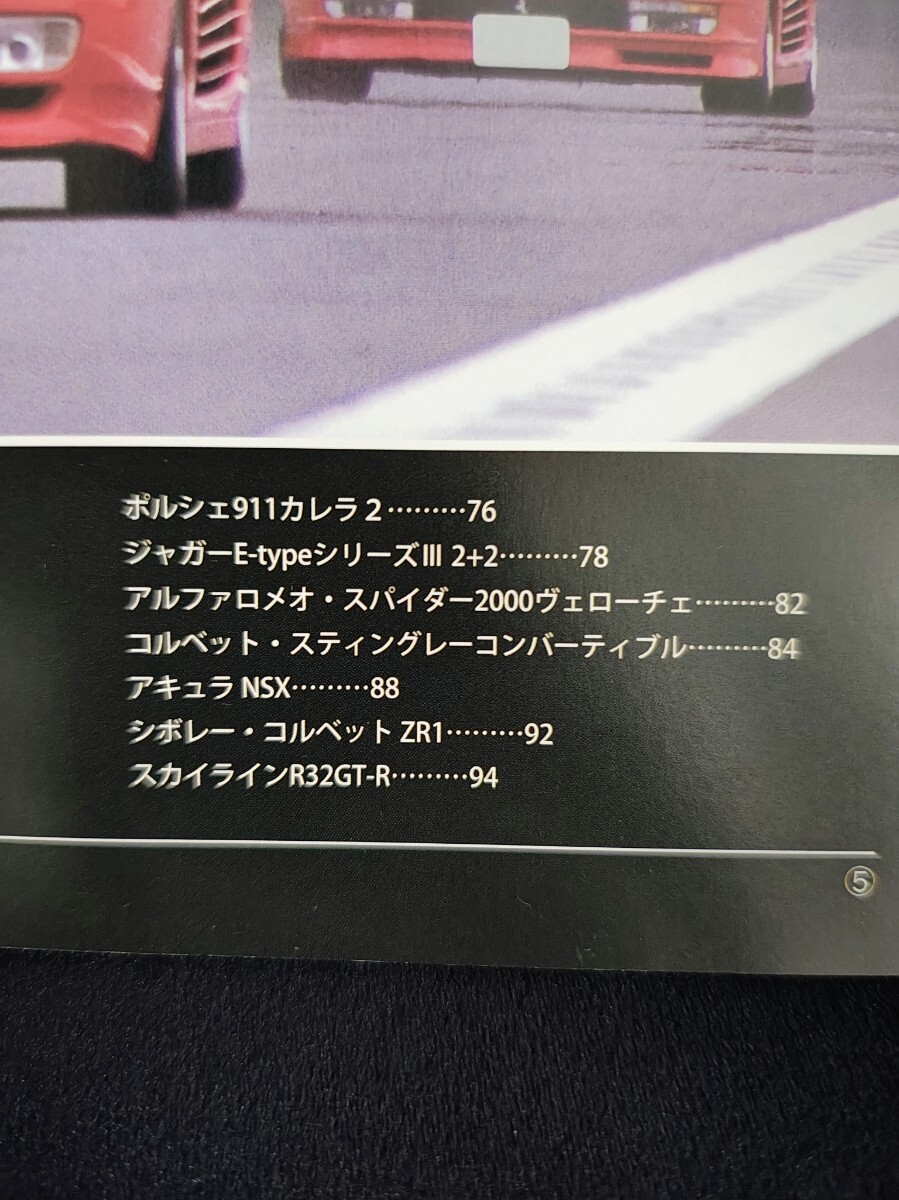 ポルシェ911カレラ２………76
ジャガーE-typeシリーズⅢ 2+2………78
アルファロメオ・スパイダー2000ヴェローチェ………82
コルベット・スティングレーコンバーティブル………84
アキュラ NSX………88
シボレー・コルベット ZR1………92
スカイラインR32GT-R………94
⑤